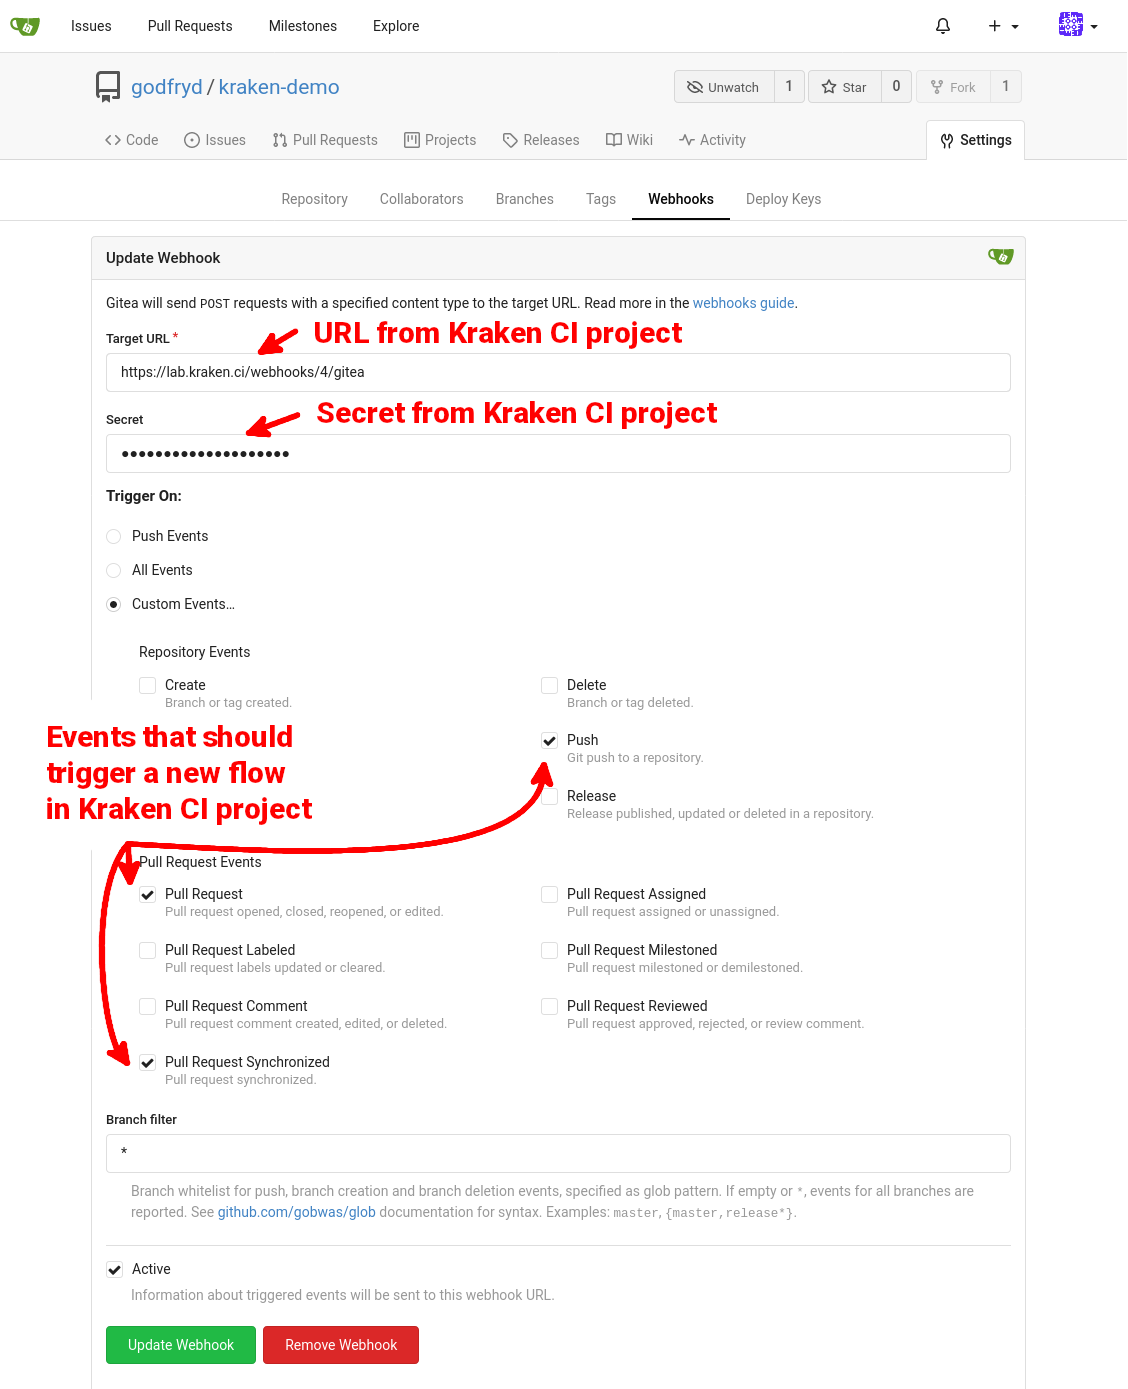 Issues Pull Requests Milestones Explore
godfryd / kraken-demo Unwatch 1 Star 0 Fork 1
Code Issues Pull Requests Projects Releases Wiki Activity Settings
Repository Collaborators Branches Tags Webhooks Deploy Keys
Update Webhook
Gitea will send POST requests with a specified content type to the target URL. Read more in the webhooks guide.
URL from Kraken CI project
Target URL *
https://lab.kraken.ci/webhooks/4/gitea
Secret from Kraken CI project
Secret
●●●●●●●●●●●●●●●●●●●●
Trigger On:
Push Events
All Events
Custom Events...
Repository Events
Create Delete
Branch or tag created. Branch or tag deleted.
Events that should
trigger a new flow
in Kraken CI project
Push
Git push to a repository.
Release
Release published, updated or deleted in a repository.
Pull Request Events
Pull Request Pull Request Assigned
Pull request opened, closed, reopened, or edited. Pull request assigned or unassigned.
Pull Request Labeled Pull Request Milestoned
Pull request labels updated or cleared. Pull request milestoned or demilestoned.
Pull Request Comment Pull Request Reviewed
Pull request comment created, edited, or deleted. Pull request approved, rejected, or review comment.
Pull Request Synchronized
Pull request synchronized.
Branch filter
*
Branch whitelist for push, branch creation and branch deletion events, specified as glob pattern. If empty or *, events for all branches are
reported. See github.com/gobwas/glob documentation for syntax. Examples: master, {master,release*}.
Active
Information about triggered events will be sent to this webhook URL.
Update Webhook Remove Webhook